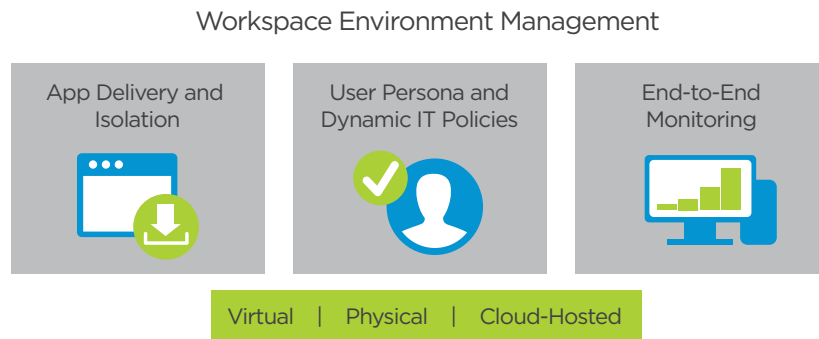 Workspace Environment Management
App Delivery and
Isolation
User Persona and
Dynamic IT Policies
End-to-End
Monitoring
Virtual | Physical | Cloud-Hosted